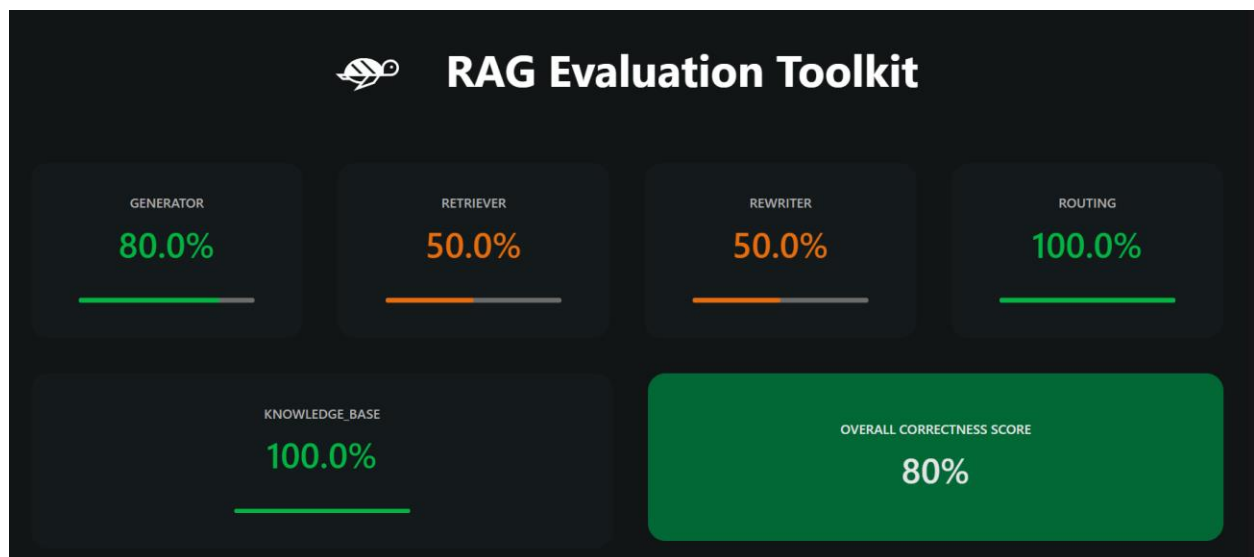 RAG Evaluation Toolkit
GENERATOR
80.0%
RETRIEVER
50.0%
REWRITER
50.0%
ROUTING
100.0%
KNOWLEDGE_BASE
100.0%
OVERALL CORRECTNESS SCORE
80%